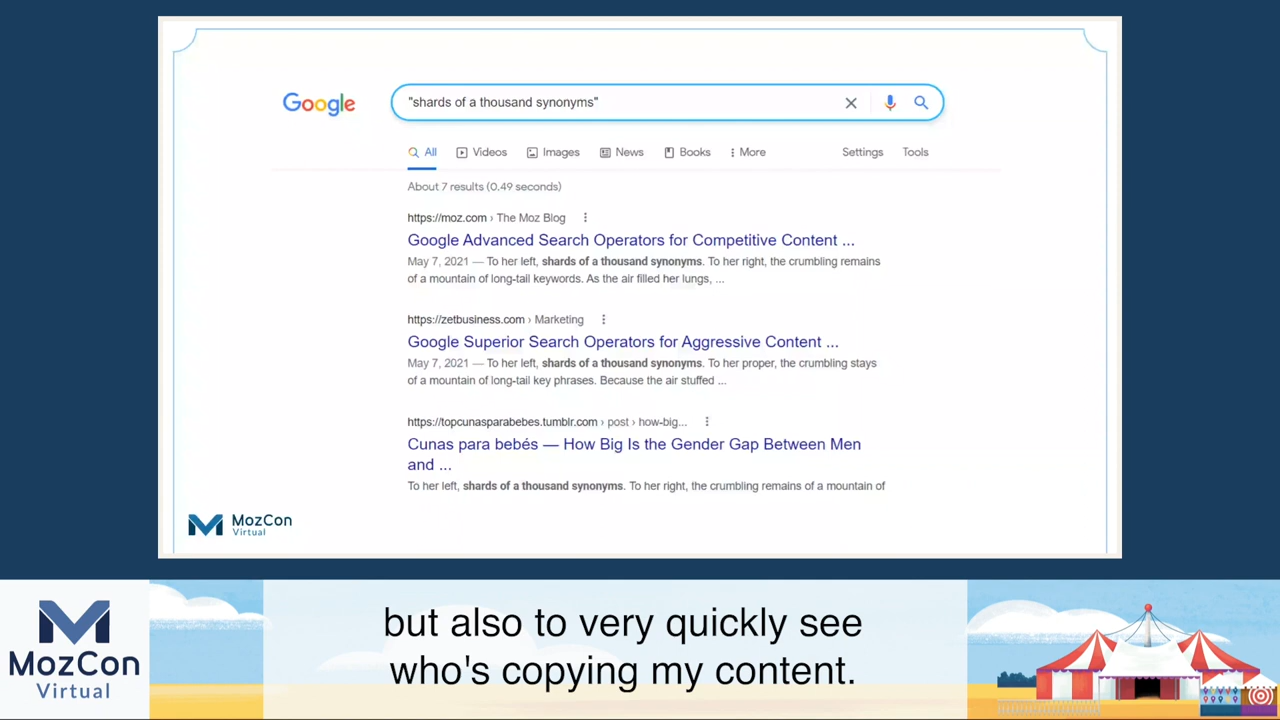 Google
"shards of a thousand synonyms"
All Videos Images News Books More Settings Tools
About 7 results (0.49 seconds)
https://moz.com › The Moz Blog
Google Advanced Search Operators for Competitive Content ...
May 7, 2021 — To her left, shards of a thousand synonyms. To her right, the crumbling remains
of a mountain of long-tail keywords. As the air filled her lungs, ...
https://zetbusiness.com › Marketing
Google Superior Search Operators for Aggressive Content ...
May 7, 2021 — To her left, shards of a thousand synonyms. To her proper, the crumbling stays
of a mountain of long-tail key phrases. Because the air stuffed ...
https://topcunasparabebes.tumblr.com › post › how-big...
Cunas para bebés — How Big Is the Gender Gap Between Men
and ...
To her left, shards of a thousand synonyms. To her right, the crumbling remains of a mountain of
MozCon
Virtual
but also to very quickly see
who's copying my content.
MozCon
Virtual